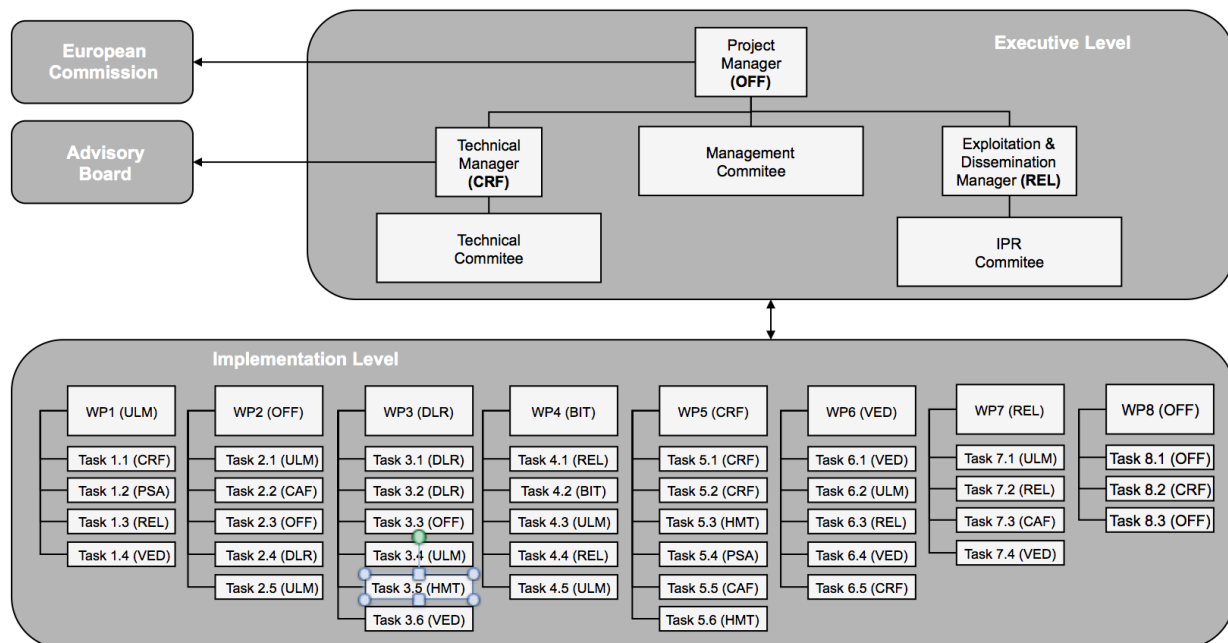 European
Commission
Advisory
Board
Executive Level
Project
Manager
(OFF)
Technical
Manager
(CRF)
Management
Commitee
Exploitation &
Dissemination
Manager (REL)
Technical
Commitee
IPR
Commitee
Implementation Level
WP1 (ULM)
Task 1.1 (CRF)
Task 1.2 (PSA)
Task 1.3 (REL)
Task 1.4 (VED)
WP2 (OFF)
Task 2.1 (ULM)
Task 2.2 (CAF)
Task 2.3 (OFF)
Task 2.4 (DLR)
Task 2.5 (ULM)
WP3 (DLR)
Task 3.1 (DLR)
Task 3.2 (DLR)
Task 3.3 (OFF)
Task 3.4 (ULM)
Task 3.5 (HMT)
Task 3.6 (VED)
WP4 (BIT)
Task 4.1 (REL)
Task 4.2 (BIT)
Task 4.3 (ULM)
Task 4.4 (REL)
Task 4.5 (ULM)
WP5 (CRF)
Task 5.1 (CRF)
Task 5.2 (CRF)
Task 5.3 (HMT)
Task 5.4 (PSA)
Task 5.5 (CAF)
Task 5.6 (HMT)
WP6 (VED)
Task 6.1 (VED)
Task 6.2 (ULM)
Task 6.3 (REL)
Task 6.4 (VED)
Task 6.5 (CRF)
WP7 (REL)
Task 7.1 (ULM)
Task 7.2 (REL)
Task 7.3 (CAF)
Task 7.4 (VED)
WP8 (OFF)
Task 8.1 (OFF)
Task 8.2 (CRF)
Task 8.3 (OFF)